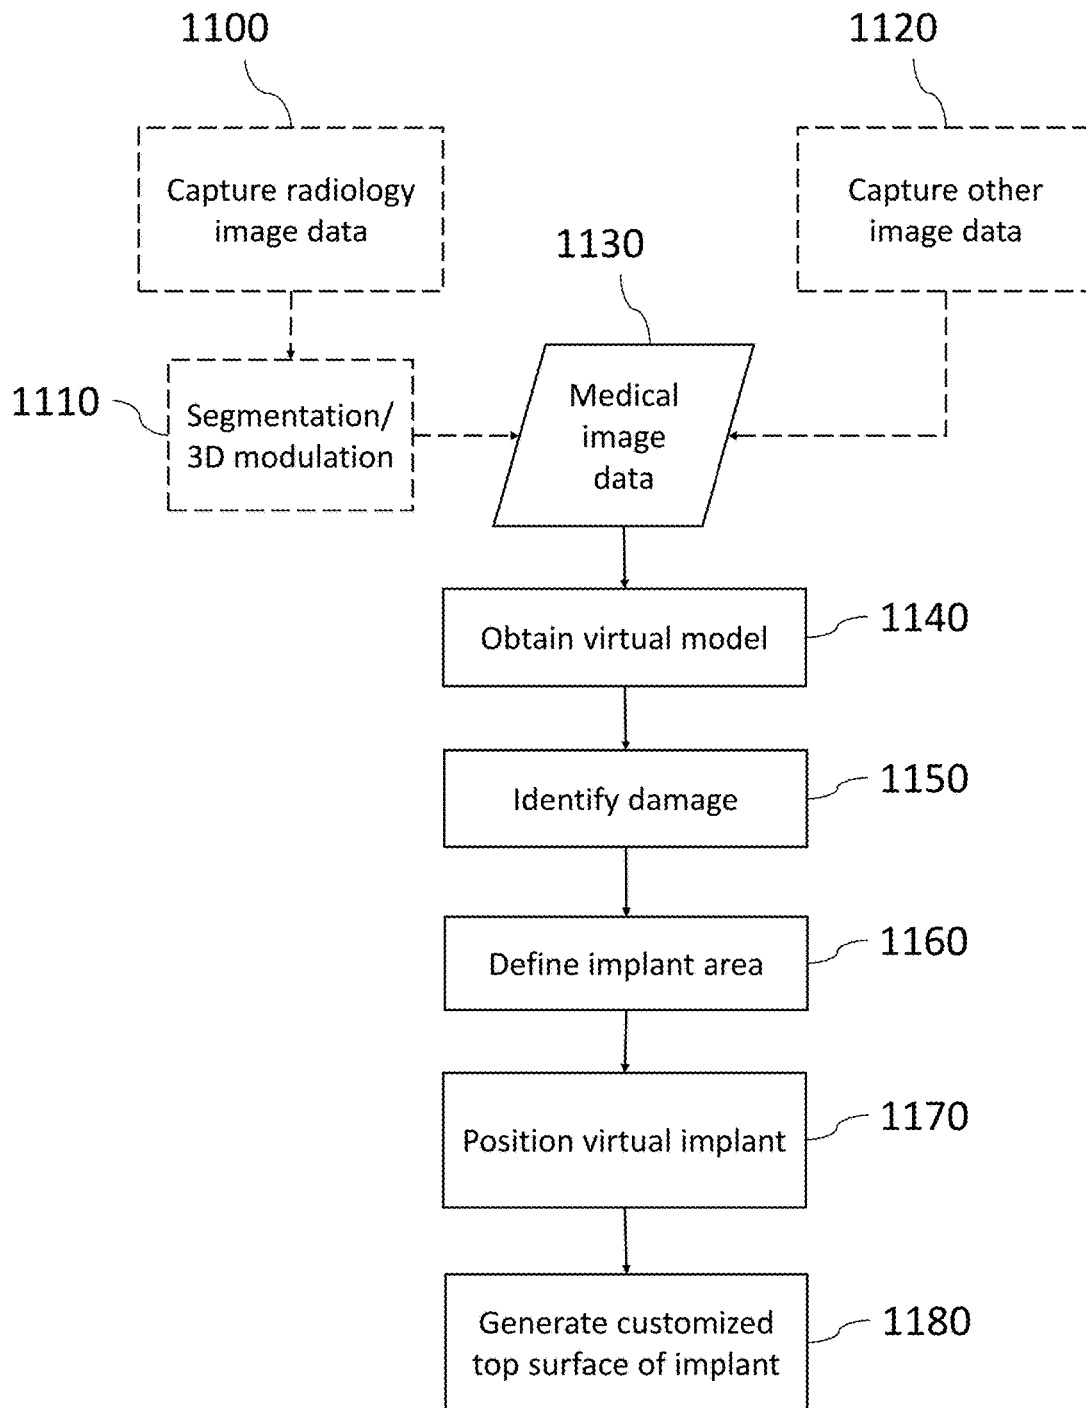 1100
1120
Capture radiology
image data
Capture other
image data
1130
1110
Segmentation/
3D modulation
Medical
image
data
Obtain virtual model
1140
Identify damage
1150
Define implant area
1160
Position virtual implant
1170
Generate customized
top surface of implant
1180